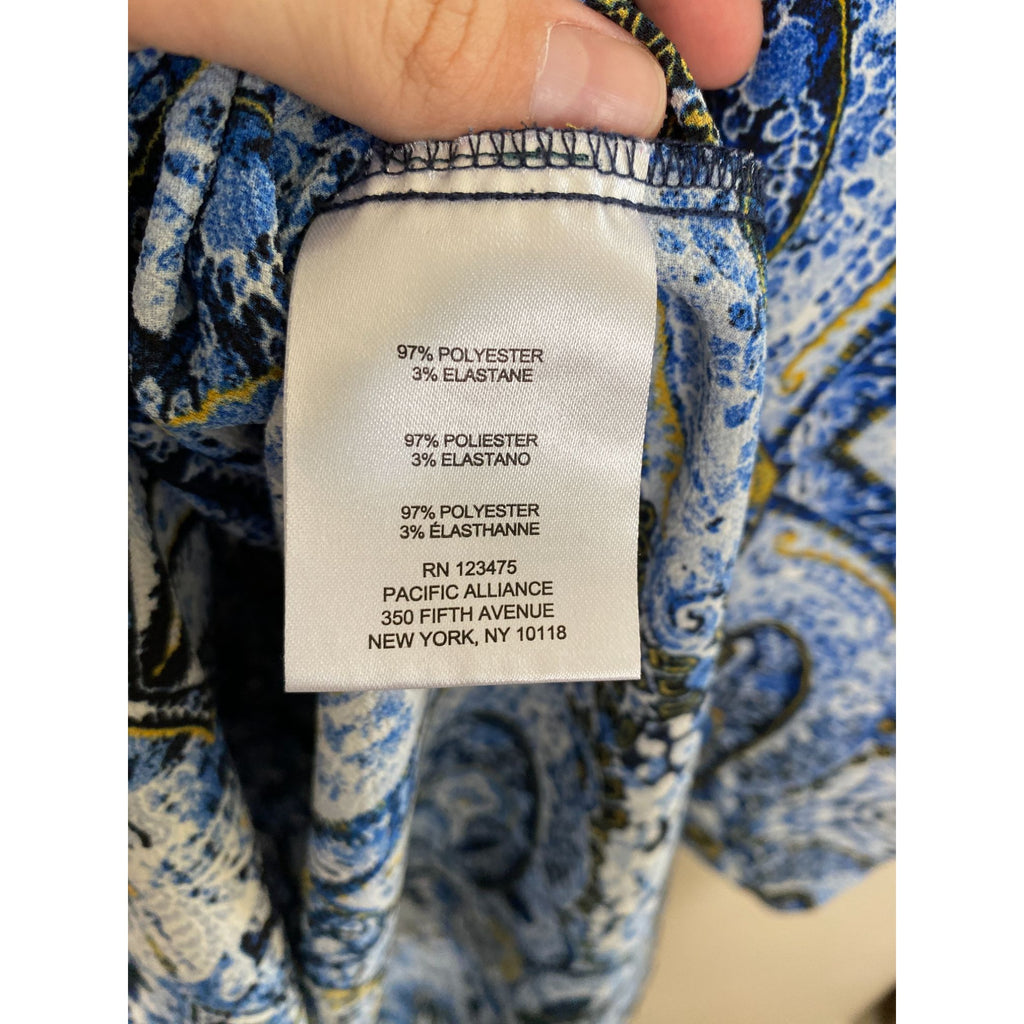 97% POLYESTER
3% ELASTANE
97% POLIESTER
3% ELASTANO
97% POLYESTER
3% ÉLASTHANNE
RN 123475
PACIFIC ALLIANCE
350 FIFTH AVENUE
NEW YORK, NY 10118